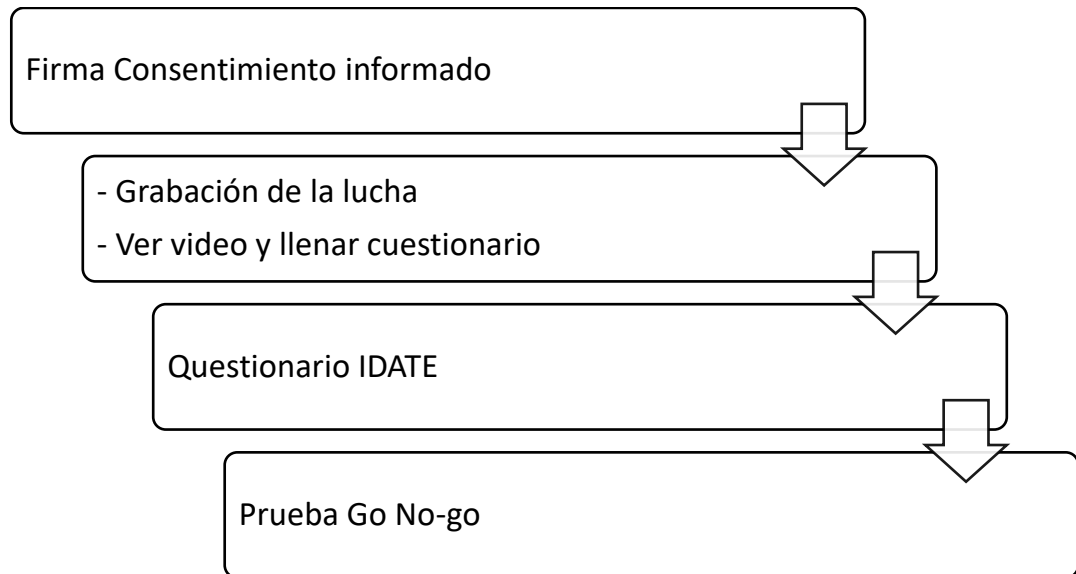 Firma Consentimiento informado
- Grabación de la lucha
- Ver video y llenar cuestionario
Questionario IDATE
Prueba Go No-go